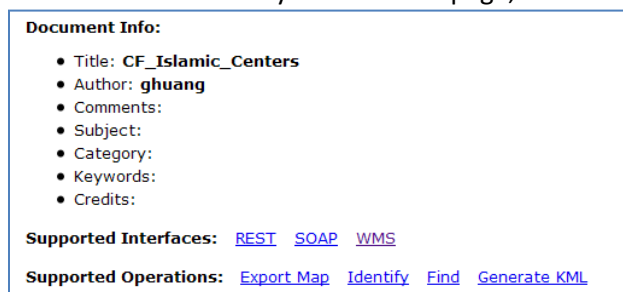 page,
Document Info:
Title: CF_Islamic_Centers
Author: ghuang
Comments:
Subject:
Category:
Keywords:
Credits:
Supported Interfaces: REST SOAP WMS
Supported Operations: Export Map Identify Find Generate KML